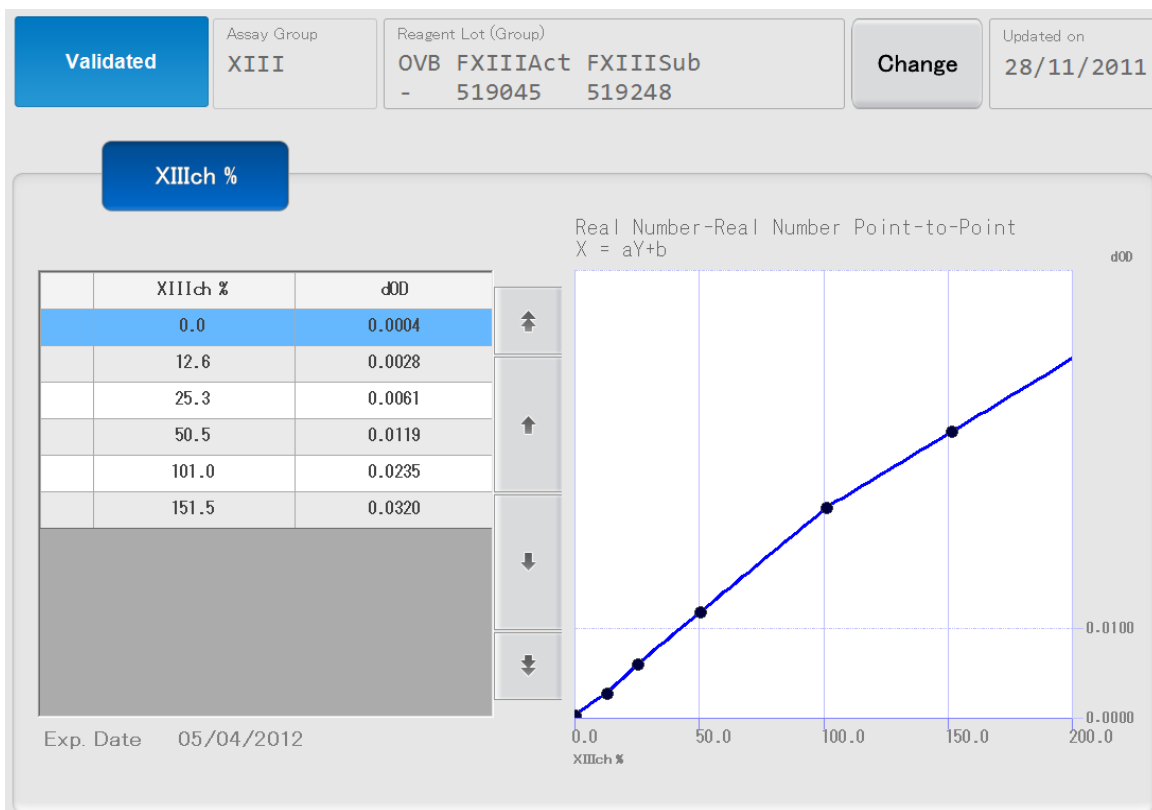 Validated
Assay Group
XIII
Reagent Lot (Group)
OVB FXIIIAct FXIIISub
- 519045 519248
Change
Updated on
28/11/2011
XIIIch %
Real Number-Real Number Point-to-Point
X = aY+b
dOD
XIIIch % dOD
0.0 0.0004
12.6 0.0028
25.3 0.0061
50.5 0.0119
101.0 0.0235
151.5 0.0320
0.0100
0.0000
0.0 50.0 100.0 150.0 200.0
XIIIch %
Exp. Date 05/04/2012